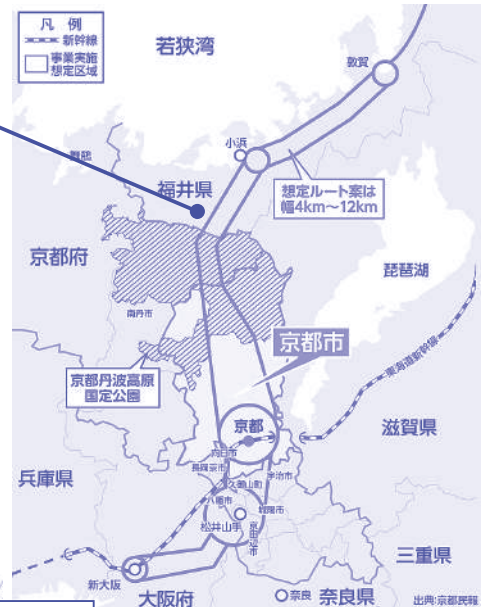 凡 例
新幹線
事業実施
想定区域
若狭湾
敦賀
小浜
舞鶴
福井県
想定ルート案は
幅4km〜12km
京都府
琵琶湖
南丹市
京都市
東海道新幹線
京都丹波高原
国定公園
京都
滋賀県
向日市
長岡京市
宇治市
久御山町
兵庫県
八幡市
城陽市
松井山手
京田辺市
三重県
新大阪
大阪府
奈良
奈良県
出典:京都民報